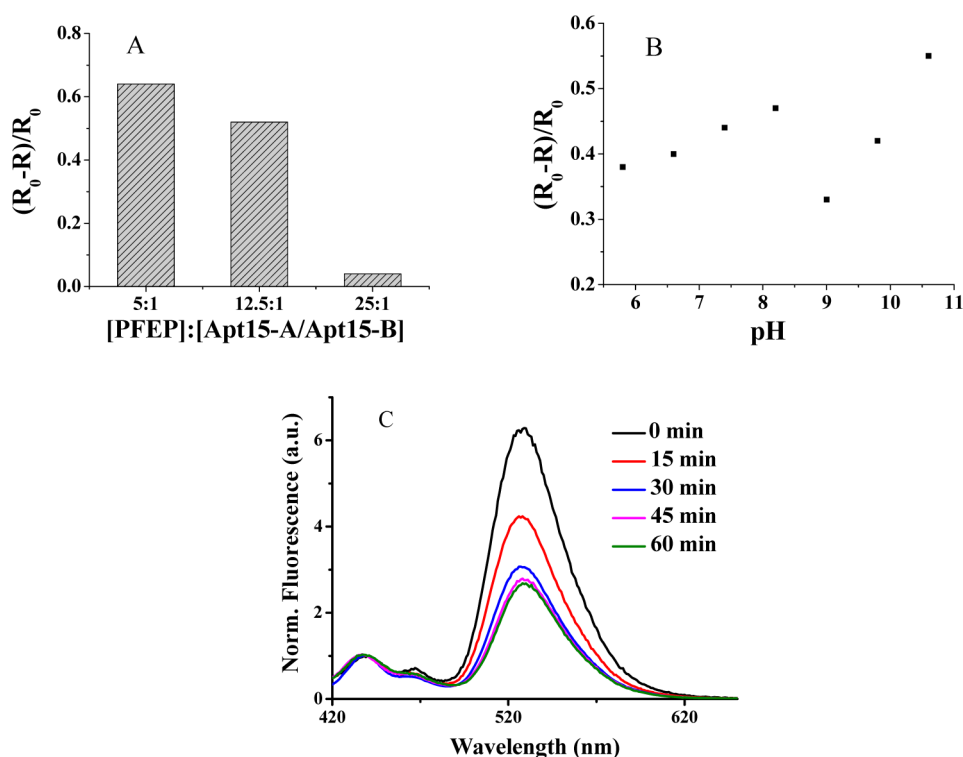 A
(R₀-R)/R₀
0.8
0.6
0.4
0.2
0.0
5:1 12.5:1 25:1
[PFEP]:[Apt15-A/Apt15-B]
B
(R₀-R)/R₀
0.6
0.5
0.4
0.3
0.2
6 7 8 9 10 11
pH
C
Norm. Fluorescence (a.u.)
6
4
2
0
0 min
15 min
30 min
45 min
60 min
420 520 620
Wavelength (nm)